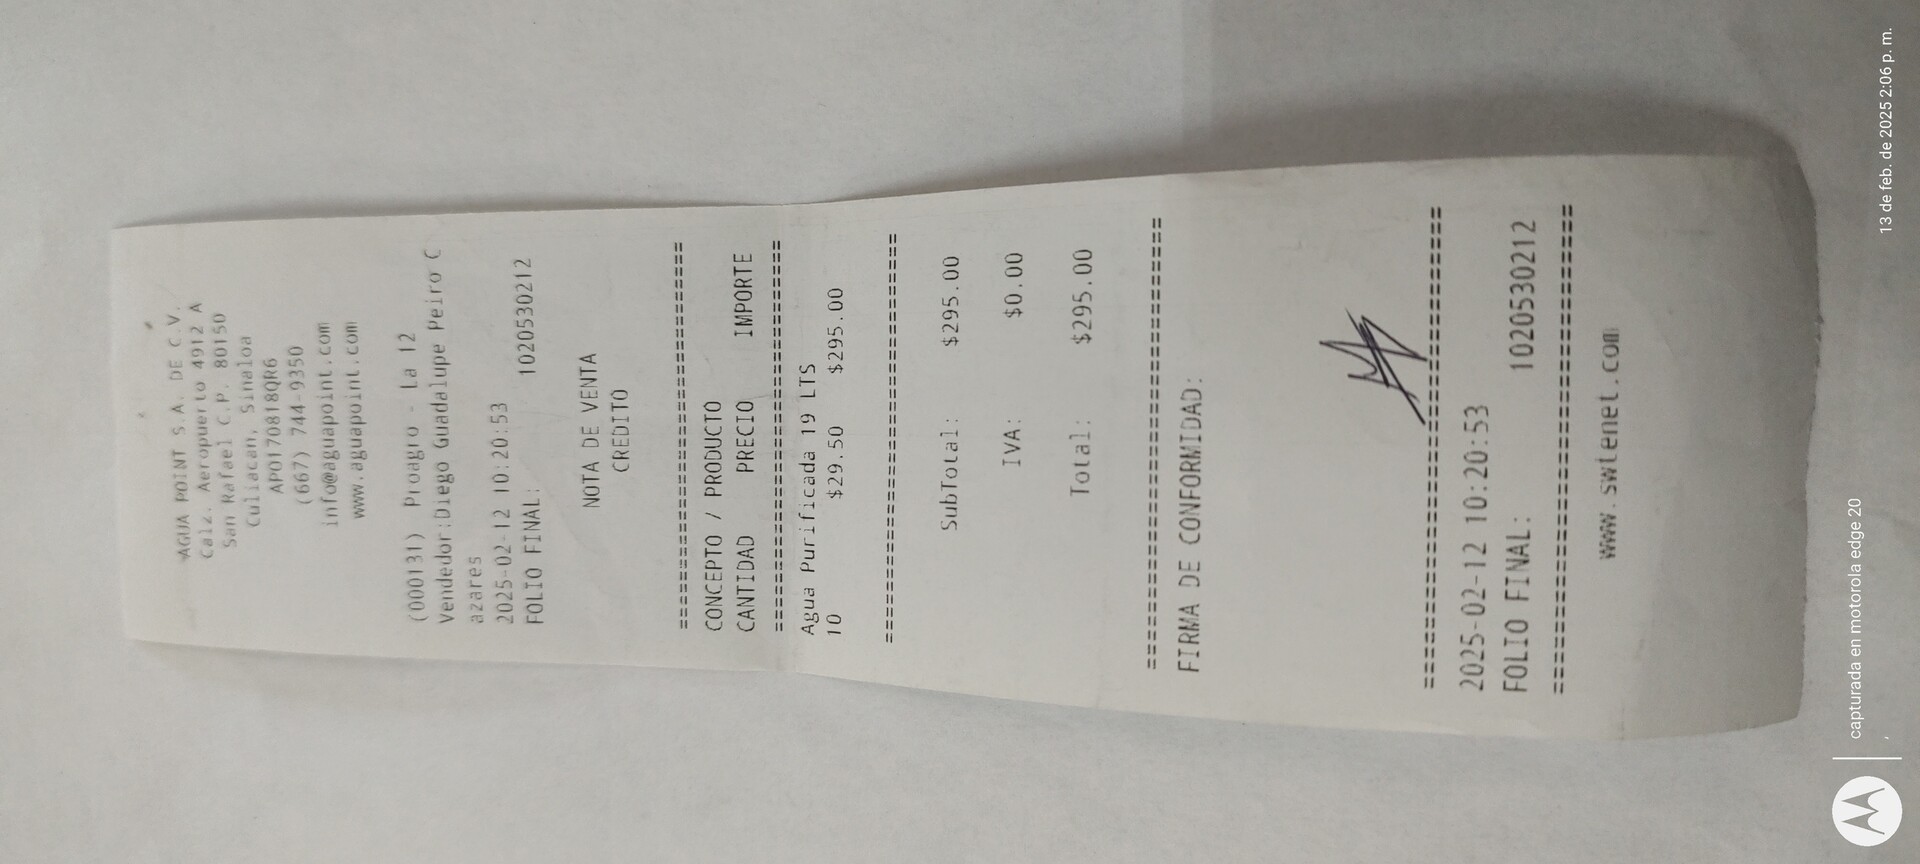 AGUA POINT S.A. DE C.V.
Calz. Aeropuerto 4912 A
San Rafael C.P. 80150
Culiacan, Sinaloa
APO170818QR6
(667) 744-9350
info@aguapoint.com
www.aguapoint.com
(000131) Proagro - La 12
Vendedor:Diego Guadalupe Peiro C
azares
2025-02-12 10:20:53
FOLIO FINAL: 1020530212
NOTA DE VENTA
CREDITO
================================
CONCEPTO / PRODUCTO
CANTIDAD PRECIO IMPORTE
================================
Agua Purificada 19 LTS
10 $29.50 $295.00
================================
SubTotal: $295.00
IVA: $0.00
Total: $295.00
================================
FIRMA DE CONFORMIDAD:
================================
2025-02-12 10:20:53
FOLIO FINAL: 1020530212
================================
www.swlenet.com
capturada en motorola edge 20
13 de feb. de 2025 2:06 p. m.